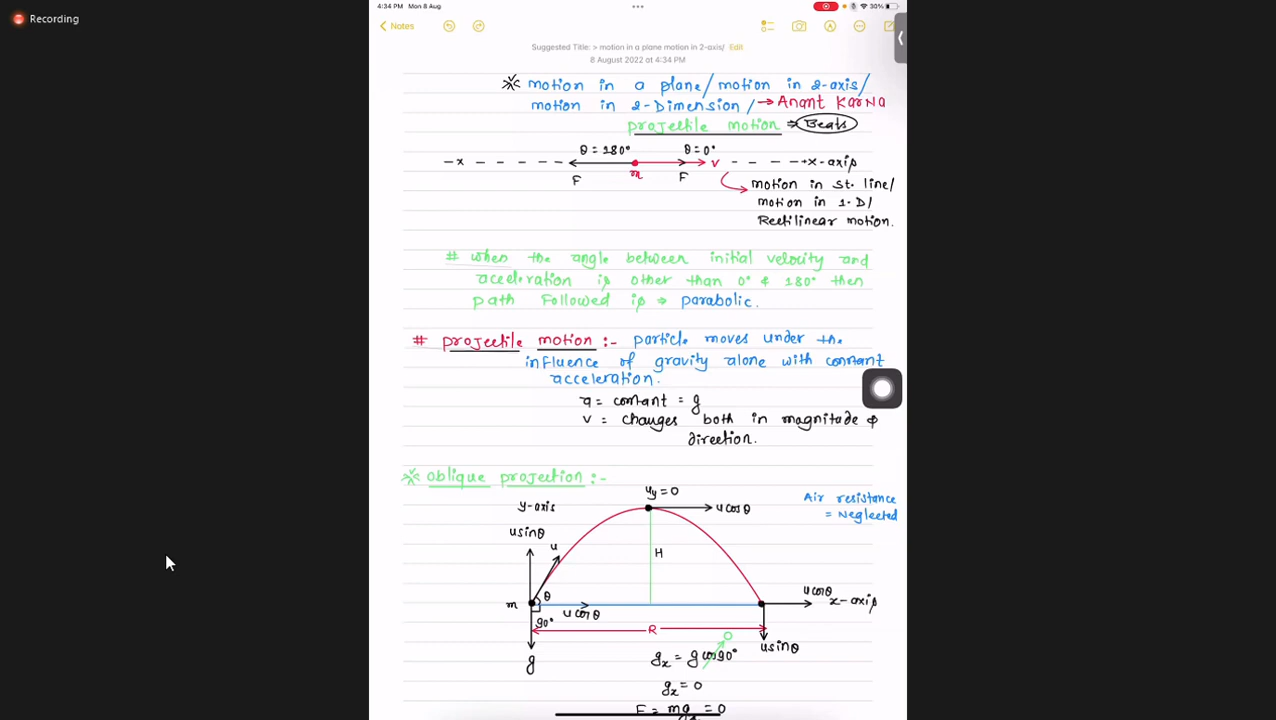 Recording
4:34 PM Mon 8 Aug
30%
Notes
Suggested Title: > motion in a plane motion in 2-axis/ Edit
8 August 2022 at 4:34 PM
motion in a plane/motion in 2-axis/
motion in 2-Dimension/ → Anant Karna
projectile motion ⇒ Beats
θ = 180° θ = 0°
-x m v x-axis
F F
motion in st. line/
motion in 1-D/
Rectilinear motion.
# when the angle between initial velocity and
acceleration is other than 0° & 180° then
path Followed is → parabolic.
# projectile motion :- particle moves under the
influence of gravity alone with constant
acceleration.
a = contant = g
v = changes both in magnitude &
direction.
oblique projection :-
uy = 0
Air resistance
= Neglected
y-axis u cos θ
u sin θ
u H
m θ u cos θ x-axis
u cos θ
90° R
u sin θ
g 0
gx = g cos 90°
gx = 0